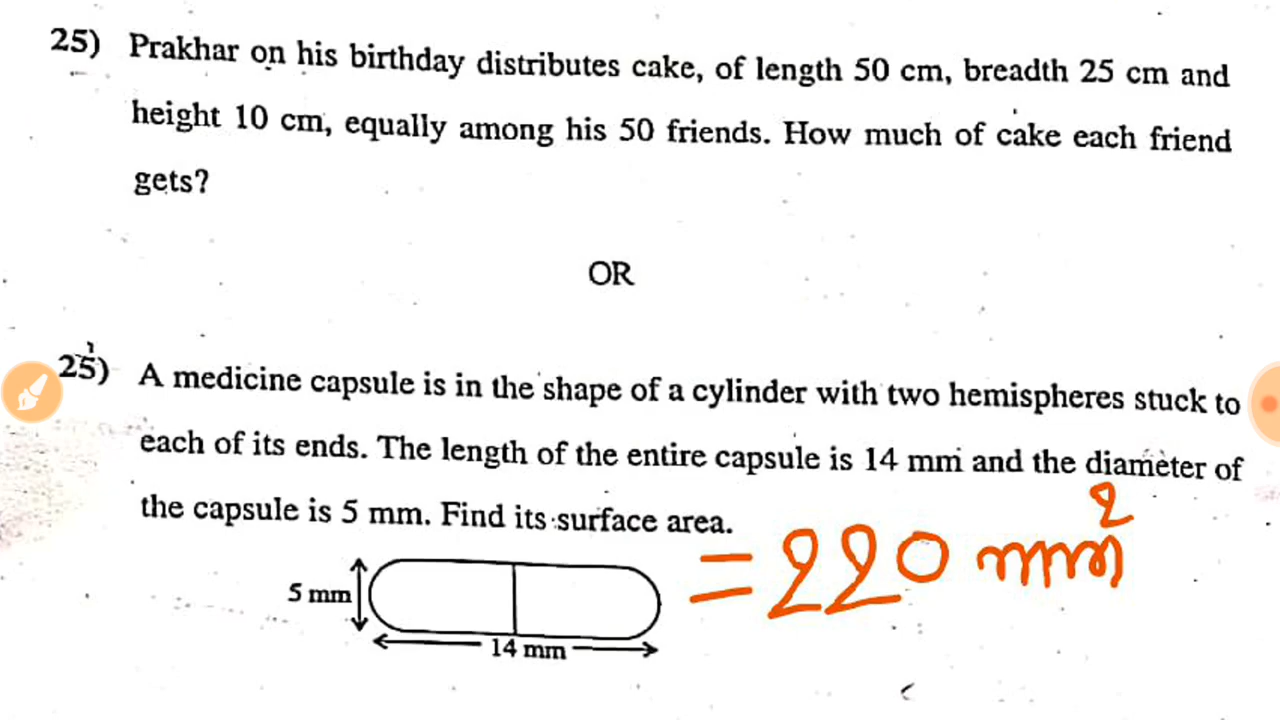 25) Prakhar on his birthday distributes cake, of length 50 cm, breadth 25 cm and
height 10 cm, equally among his 50 friends. How much of cake each friend
gets?
OR
25) A medicine capsule is in the shape of a cylinder with two hemispheres stuck to
each of its ends. The length of the entire capsule is 14 mm and the diameter of
the capsule is 5 mm. Find its surface area.
= 220 mm²
5 mm
14 mm